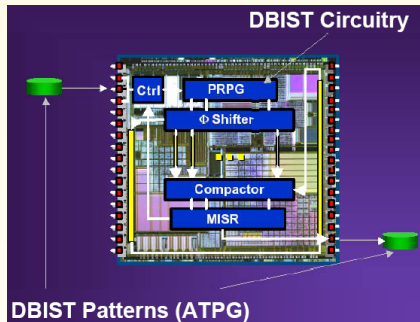 DBIST Circuitry
Ctrl
PRPG
Φ Shifter
Compactor
MISR
DBIST Patterns (ATPG)